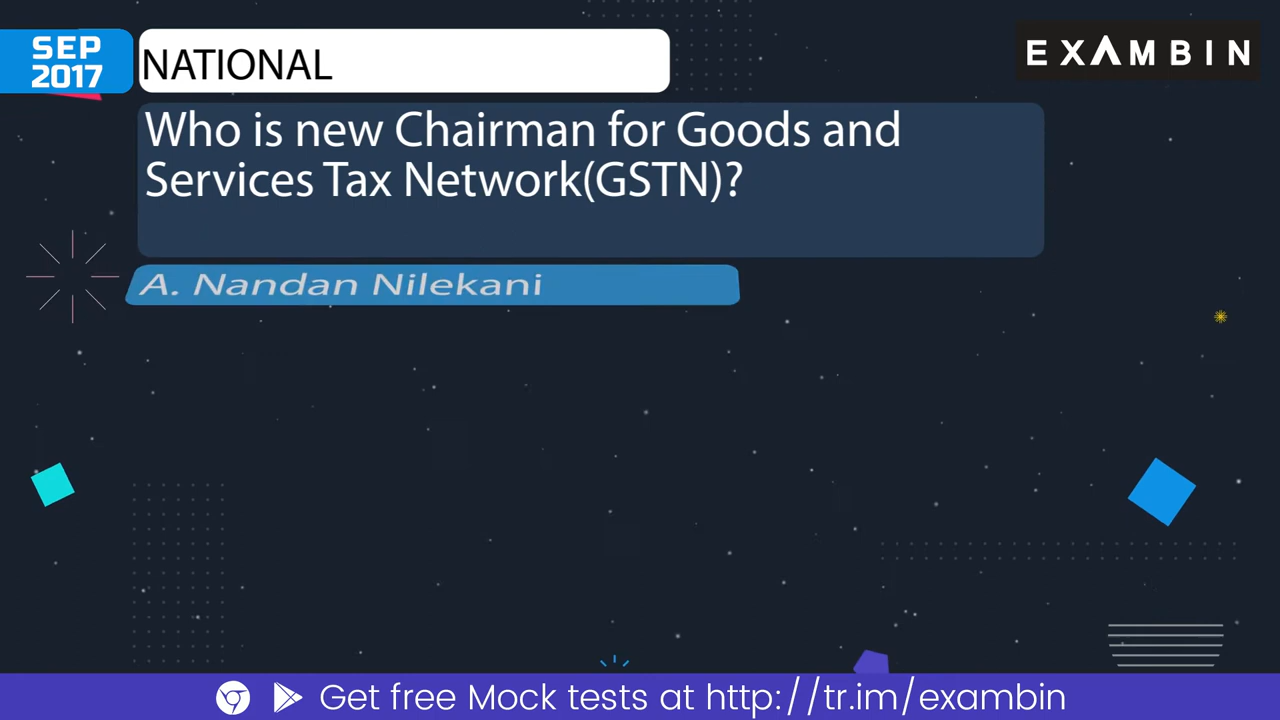 SEP
2017
NATIONAL
EXAMBIN
Who is new Chairman for Goods and
Services Tax Network(GSTN)?
A. Nandan Nilekani
Get free Mock tests at http://tr.im/exambin